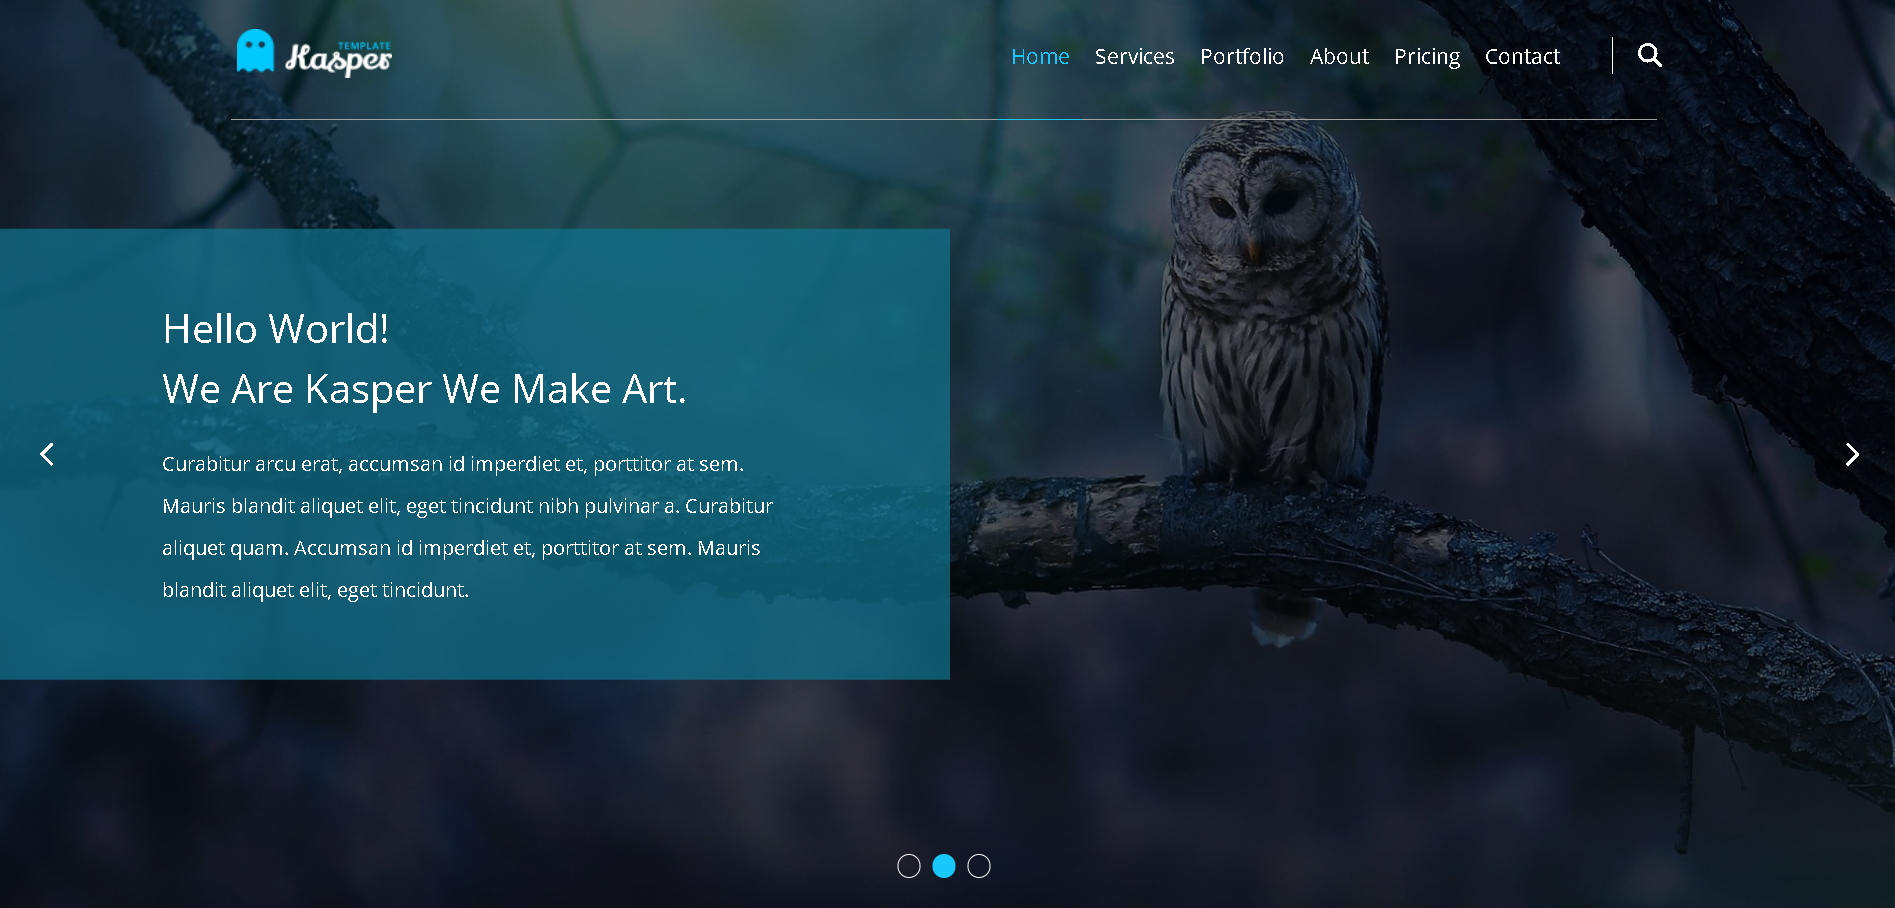 TEMPLATE
Kasper
Home Services Portfolio About Pricing Contact
Hello World!
We Are Kasper We Make Art.
Curabitur arcu erat, accumsan id imperdiet et, porttitor at sem.
Mauris blandit aliquet elit, eget tincidunt nibh pulvinar a. Curabitur
aliquet quam. Accumsan id imperdiet et, porttitor at sem. Mauris
blandit aliquet elit, eget tincidunt.